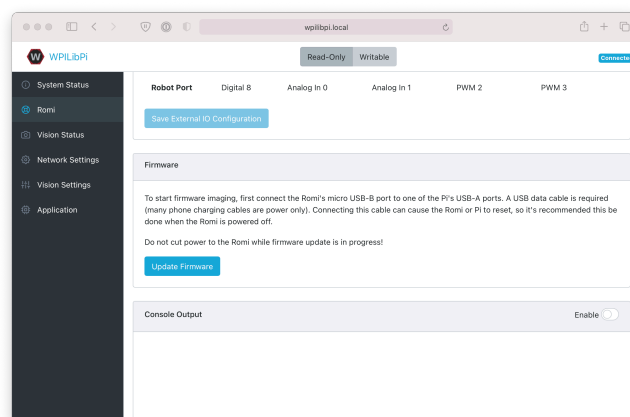 wpilibpi.local
WPILibPi
Read-Only Writable
Connecte
System Status
Romi
Vision Status
Network Settings
Vision Settings
Application
Robot Port Digital 8 Analog In 0 Analog In 1 PWM 2 PWM 3
Save External IO Configuration
Firmware
To start firmware imaging, first connect the Romi's micro USB-B port to one of the Pi's USB-A ports. A USB data cable is required
(many phone charging cables are power only). Connecting this cable can cause the Romi or Pi to reset, so it's recommended this be
done when the Romi is powered off.
Do not cut power to the Romi while firmware update is in progress!
Update Firmware
Console Output
Enable